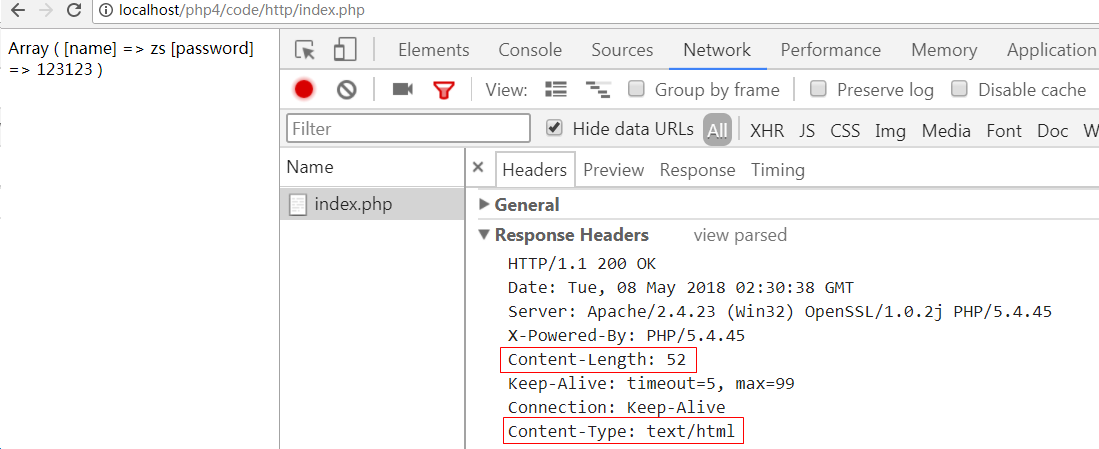 localhost/php4/code/http/index.php
Array ( [name] => zs [password]
=> 123123 )
Elements Console Sources Network Performance Memory Application
View: Group by frame Preserve log Disable cache
Filter Hide data URLs All XHR JS CSS Img Media Font Doc W
Name × Headers Preview Response Timing
index.php
General
Response Headers view parsed
HTTP/1.1 200 OK
Date: Tue, 08 May 2018 02:30:38 GMT
Server: Apache/2.4.23 (Win32) OpenSSL/1.0.2j PHP/5.4.45
X-Powered-By: PHP/5.4.45
Content-Length: 52
Keep-Alive: timeout=5, max=99
Connection: Keep-Alive
Content-Type: text/html